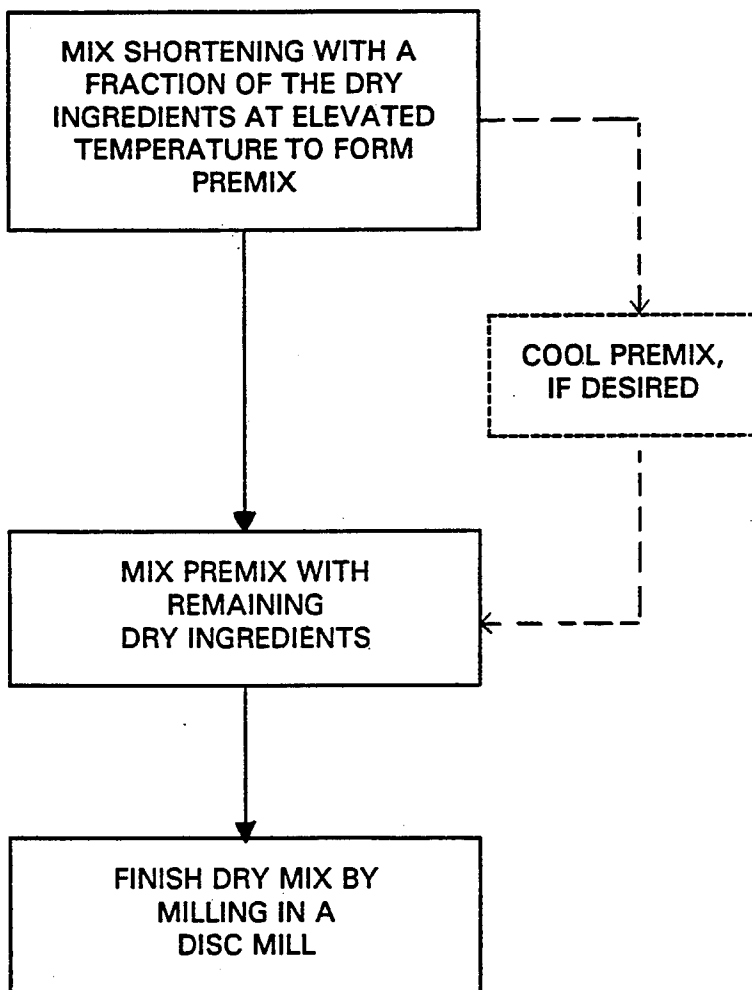 MIX SHORTENING WITH A
FRACTION OF THE DRY
INGREDIENTS AT ELEVATED
TEMPERATURE TO FORM
PREMIX
COOL PREMIX,
IF DESIRED
MIX PREMIX WITH
REMAINING
DRY INGREDIENTS
FINISH DRY MIX BY
MILLING IN A
DISC MILL